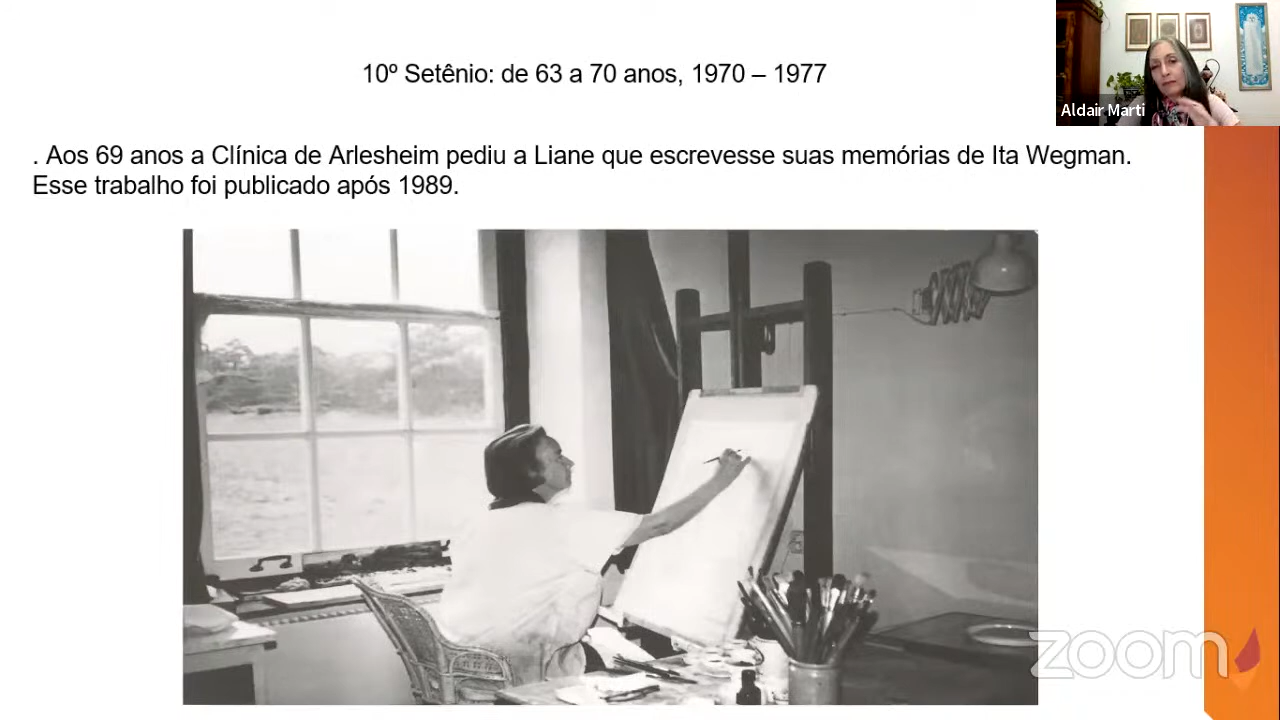 10º Setênio: de 63 a 70 anos, 1970 – 1977
Aldair Marti
. Aos 69 anos a Clínica de Arlesheim pediu a Liane que escrevesse suas memórias de Ita Wegman.
Esse trabalho foi publicado após 1989.
zoom